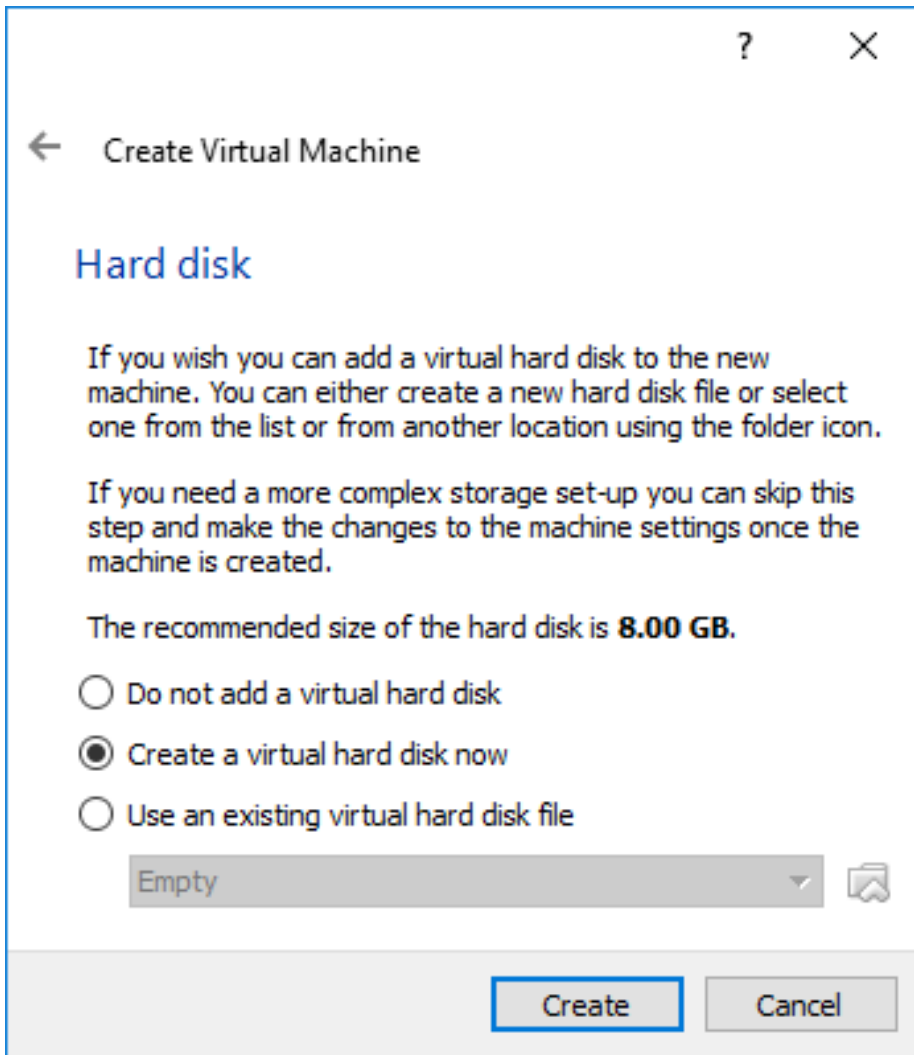 ?
Create Virtual Machine
Hard disk
If you wish you can add a virtual hard disk to the new
machine. You can either create a new hard disk file or select
one from the list or from another location using the folder icon.
If you need a more complex storage set-up you can skip this
step and make the changes to the machine settings once the
machine is created.
The recommended size of the hard disk is 8.00 GB.
Do not add a virtual hard disk
Create a virtual hard disk now
Use an existing virtual hard disk file
Empty
Create Cancel